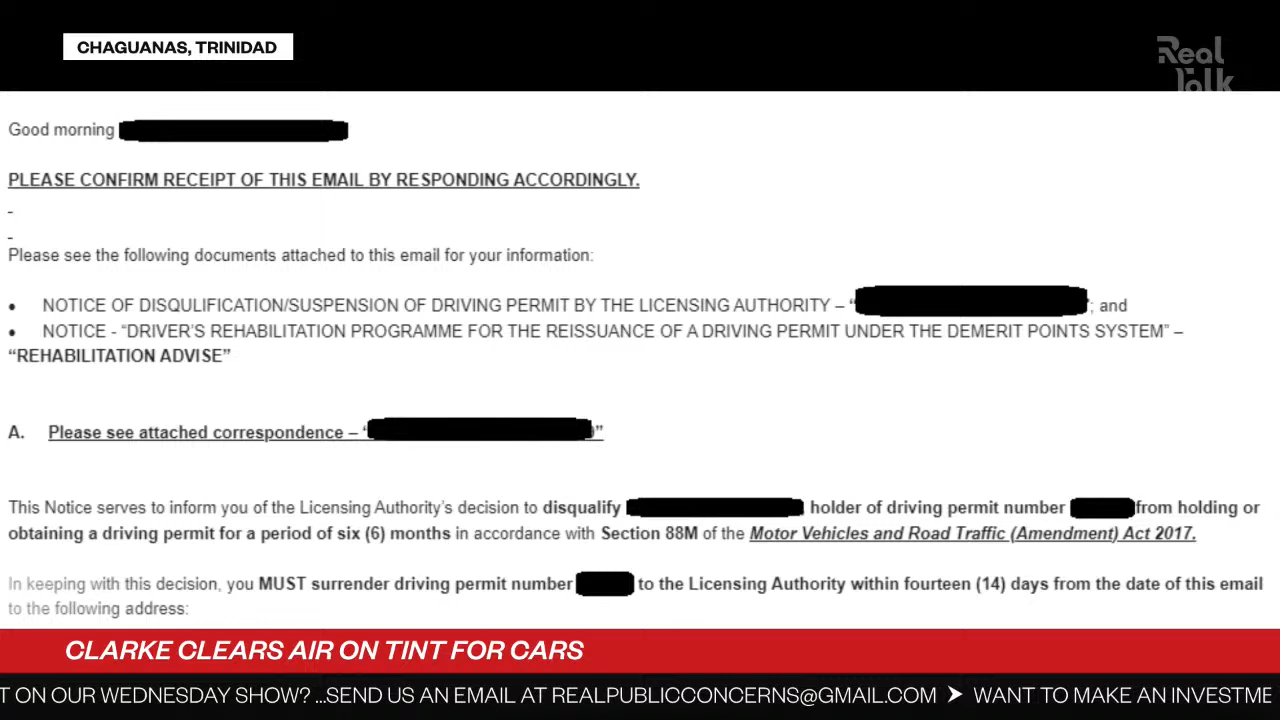 CHAGUANAS, TRINIDAD
Real
Talk
Good morning
PLEASE CONFIRM RECEIPT OF THIS EMAIL BY RESPONDING ACCORDINGLY.
-
-
Please see the following documents attached to this email for your information:
• NOTICE OF DISQULIFICATION/SUSPENSION OF DRIVING PERMIT BY THE LICENSING AUTHORITY – “ ”; and
• NOTICE - “DRIVER’S REHABILITATION PROGRAMME FOR THE REISSUANCE OF A DRIVING PERMIT UNDER THE DEMERIT POINTS SYSTEM” –
“REHABILITATION ADVISE”
A. Please see attached correspondence – ‘ ”
This Notice serves to inform you of the Licensing Authority’s decision to disqualify holder of driving permit number from holding or
obtaining a driving permit for a period of six (6) months in accordance with Section 88M of the Motor Vehicles and Road Traffic (Amendment) Act 2017.
In keeping with this decision, you MUST surrender driving permit number to the Licensing Authority within fourteen (14) days from the date of this email
to the following address:
CLARKE CLEARS AIR ON TINT FOR CARS
T ON OUR WEDNESDAY SHOW? ...SEND US AN EMAIL AT REALPUBLICCONCERNS@GMAIL.COM ➤ WANT TO MAKE AN INVESTME